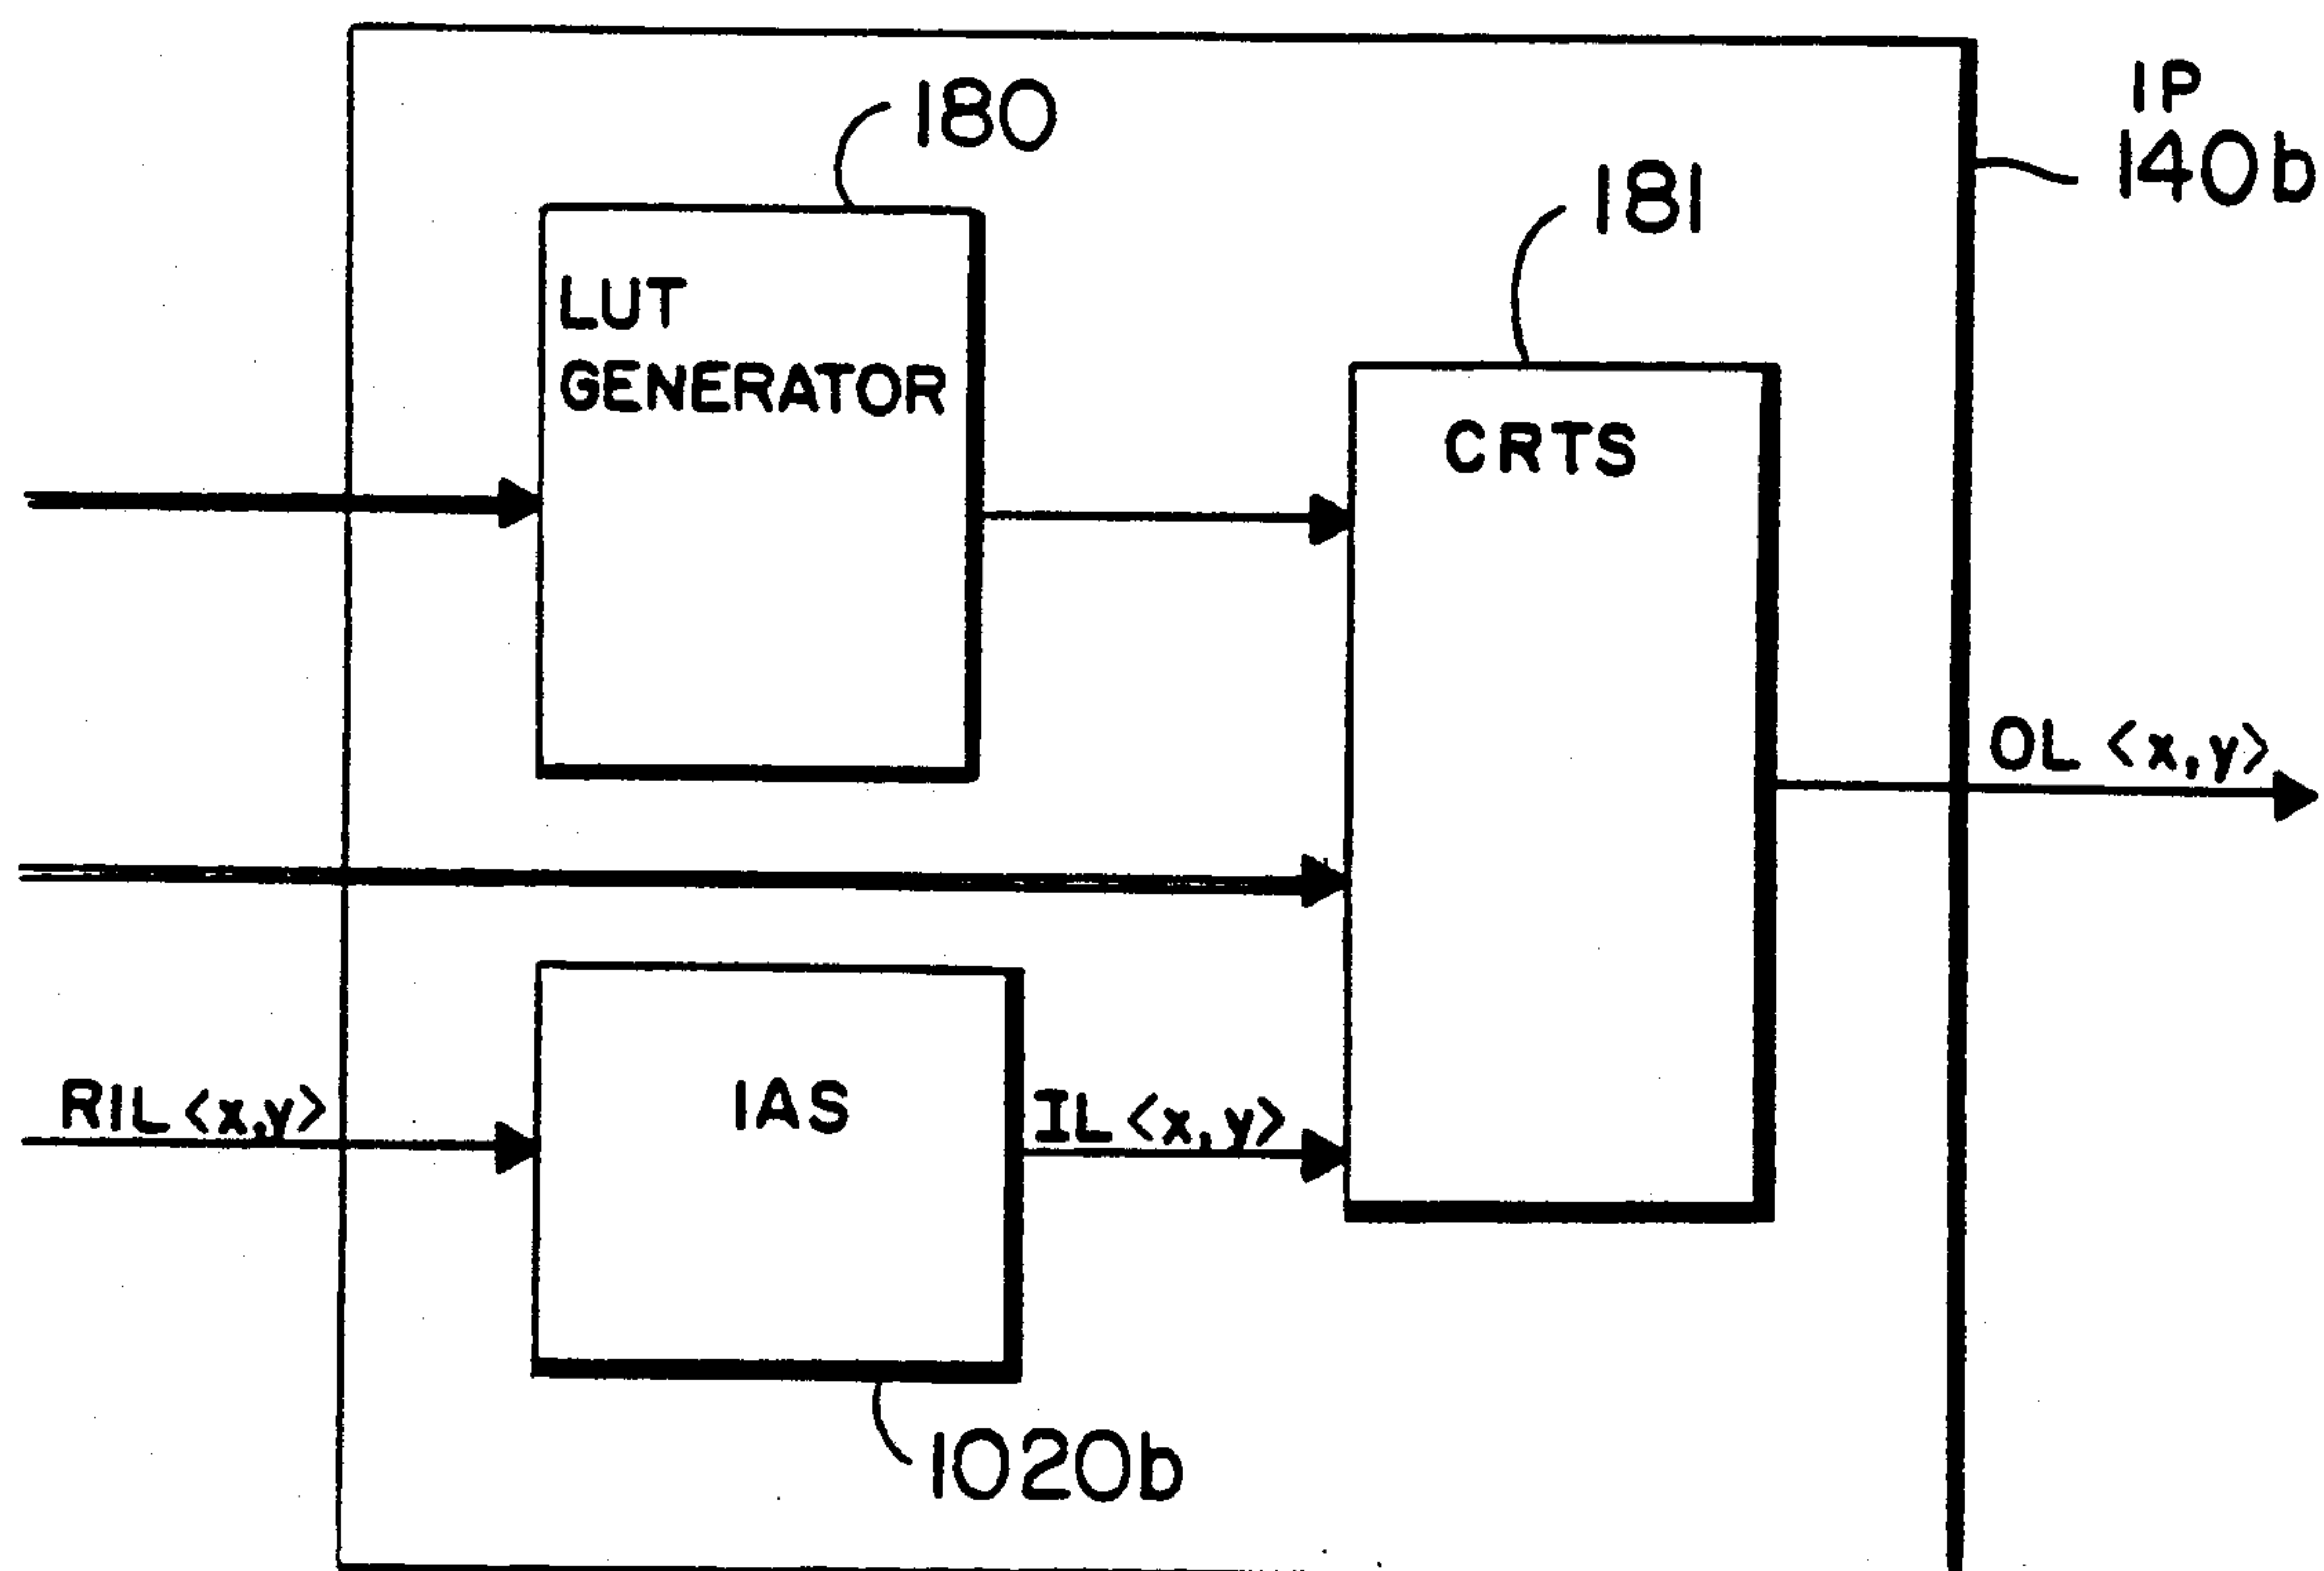 IP
140b
180
181
LUT
GENERATOR
CRTS
OL <x,y>
RIL <x,y>
IAS
IL <x,y>
1020b